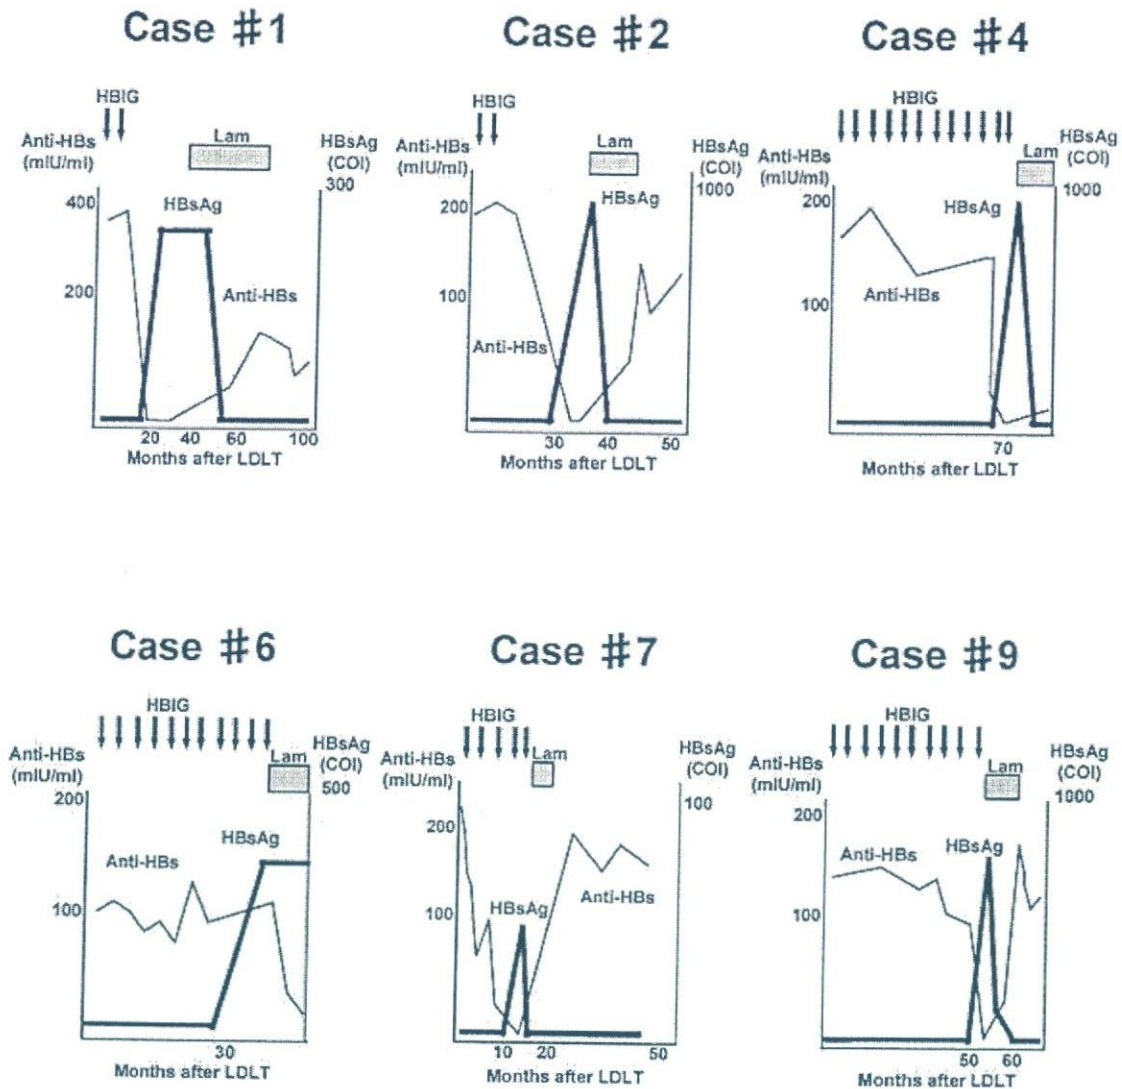 Case #1
HBIG
Anti-HBs
(mIU/ml)
Lam
HBsAg
(COI)
300
400
HBsAg
200
Anti-HBs
20 40 60 100
Months after LDLT
Case #2
HBIG
Anti-HBs
(mIU/ml)
Lam
HBsAg
(COI)
1000
200
HBsAg
100
Anti-HBs
30 40 50
Months after LDLT
Case #4
HBIG
Anti-HBs
(mIU/ml)
Lam
HBsAg
(COI)
1000
200
HBsAg
Anti-HBs
100
70
Months after LDLT
Case #6
HBIG
Anti-HBs
(mIU/ml)
Lam
HBsAg
(COI)
500
200
HBsAg
Anti-HBs
100
30
Months after LDLT
Case #7
HBIG
Anti-HBs
(mIU/ml)
Lam
HBsAg
(COI)
100
200
HBsAg
Anti-HBs
100
10 20 50
Months after LDLT
Case #9
HBIG
Anti-HBs
(mIU/ml)
Lam
HBsAg
(COI)
1000
200
Anti-HBs
HBsAg
100
50 60
Months after LDLT